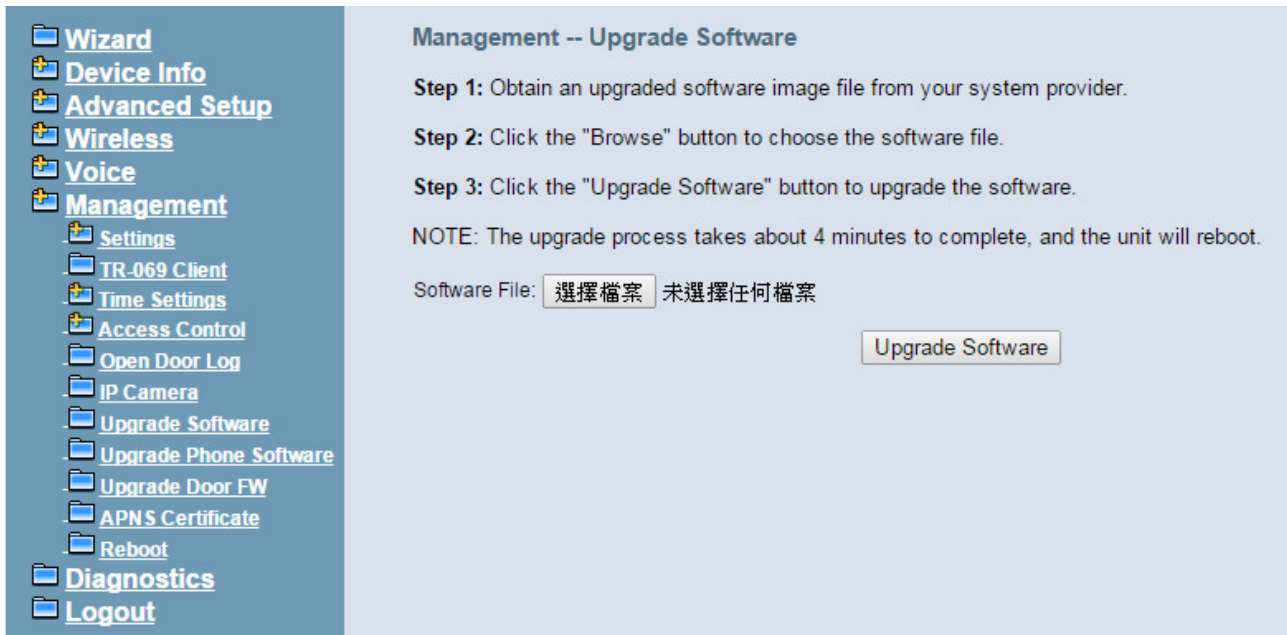 Wizard
Device Info
Advanced Setup
Wireless
Voice
Management
Settings
TR-069 Client
Time Settings
Access Control
Open Door Log
IP Camera
Upgrade Software
Upgrade Phone Software
Upgrade Door FW
APNS Certificate
Reboot
Diagnostics
Logout
Management -- Upgrade Software
Step 1: Obtain an upgraded software image file from your system provider.
Step 2: Click the "Browse" button to choose the software file.
Step 3: Click the "Upgrade Software" button to upgrade the software.
NOTE: The upgrade process takes about 4 minutes to complete, and the unit will reboot.
Software File: 選擇檔案 未選擇任何檔案
Upgrade Software